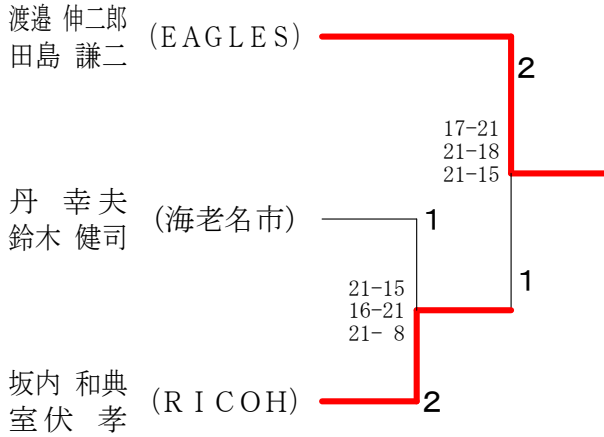 渡邉 伸二郎
田島 謙二
(EAGLES)
2
17-21
21-18
21-15
丹 幸夫
鈴木 健司
(海老名市)
1
21-15
16-21
21- 8
1
坂内 和典
室伏 孝
(RICOH)
2